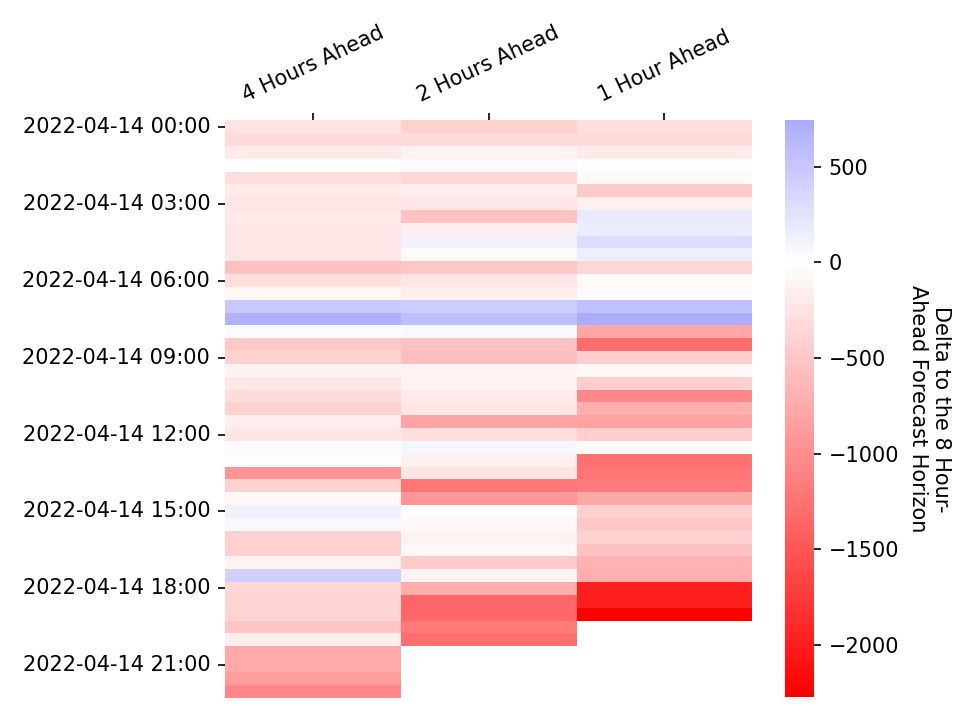 4 Hours Ahead
2 Hours Ahead
1 Hour Ahead
2022-04-14 00:00
2022-04-14 03:00
2022-04-14 06:00
2022-04-14 09:00
2022-04-14 12:00
2022-04-14 15:00
2022-04-14 18:00
2022-04-14 21:00
500
0
−500
−1000
−1500
−2000
Delta to the 8 Hour-
Ahead Forecast Horizon